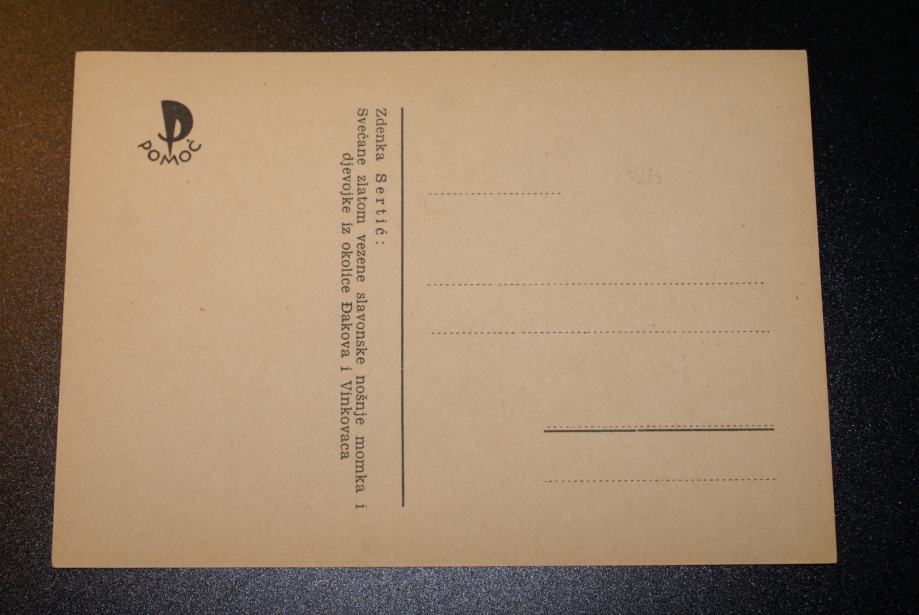 POMOĆ
Zdenka Sertić:
Svečane zlatom vezene slavonske nošnje momka i
djevojke iz okolice Đakova i Vinkovaca